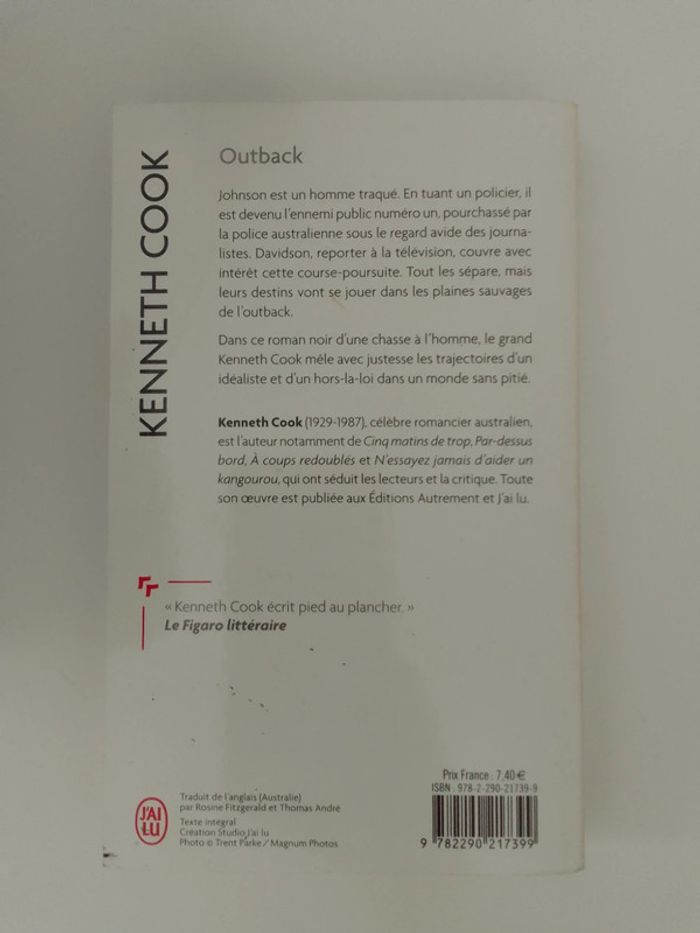 KENNETH COOK
Outback
Johnson est un homme traqué. En tuant un policier, il
est devenu l'ennemi public numéro un, pourchassé par
la police australienne sous le regard avide des journa-
listes. Davidson, reporter à la télévision, couvre avec
intérêt cette course-poursuite. Tout les sépare, mais
leurs destins vont se jouer dans les plaines sauvages
de l'outback.
Dans ce roman noir d'une chasse à l'homme, le grand
Kenneth Cook mêle avec justesse les trajectoires d'un
idéaliste et d'un hors-la-loi dans un monde sans pitié.
Kenneth Cook (1929-1987), célèbre romancier australien,
est l'auteur notamment de Cinq matins de trop, Par-dessus
bord, À coups redoublés et N'essayez jamais d'aider un
kangourou, qui ont séduit les lecteurs et la critique. Toute
son œuvre est publiée aux Éditions Autrement et J'ai lu.
« Kenneth Cook écrit pied au plancher. »
Le Figaro littéraire
Prix France : 7,40 €
ISBN : 978-2-290-21739-9
9 782290 217399
J'AI
LU
Traduit de l'anglais (Australie)
par Rosine Fitzgerald et Thomas André
Texte intégral
Création Studio J'ai lu
Photo © Trent Parke / Magnum Photos